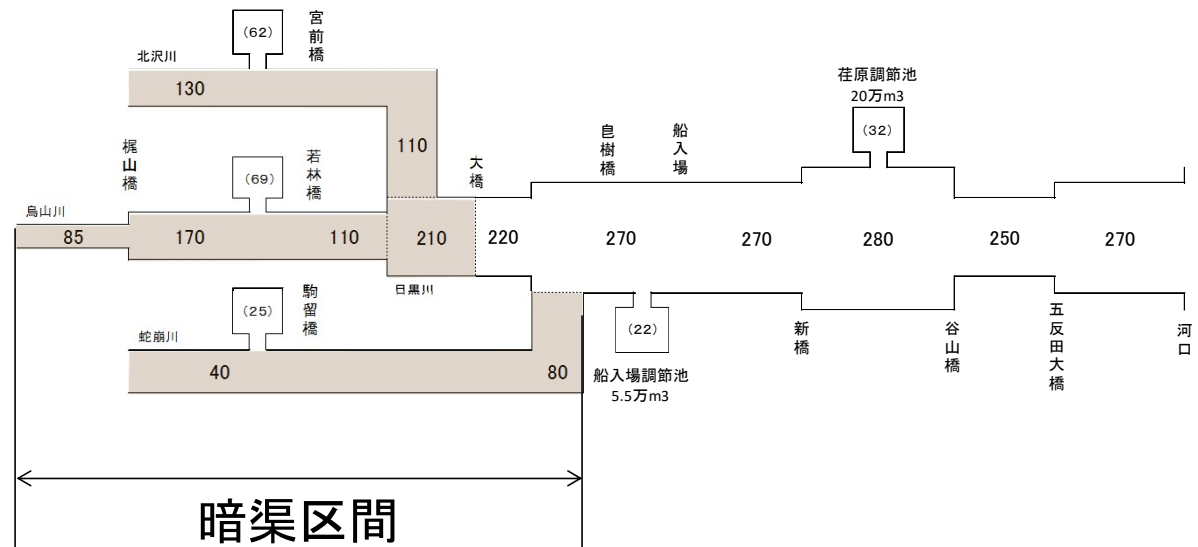 (62)
宮前橋
北沢川
130
荏原調節池
20万m3
(32)
110
梶山橋
(69)
若林橋
大橋
皀樹橋
船入場
烏山川
85
170
110
210
220
270
270
280
250
270
目黒川
(25)
駒留橋
蛇崩川
40
80
(22)
船入場調節池
5.5万m3
新橋
谷山橋
五反田大橋
河口
暗渠区間